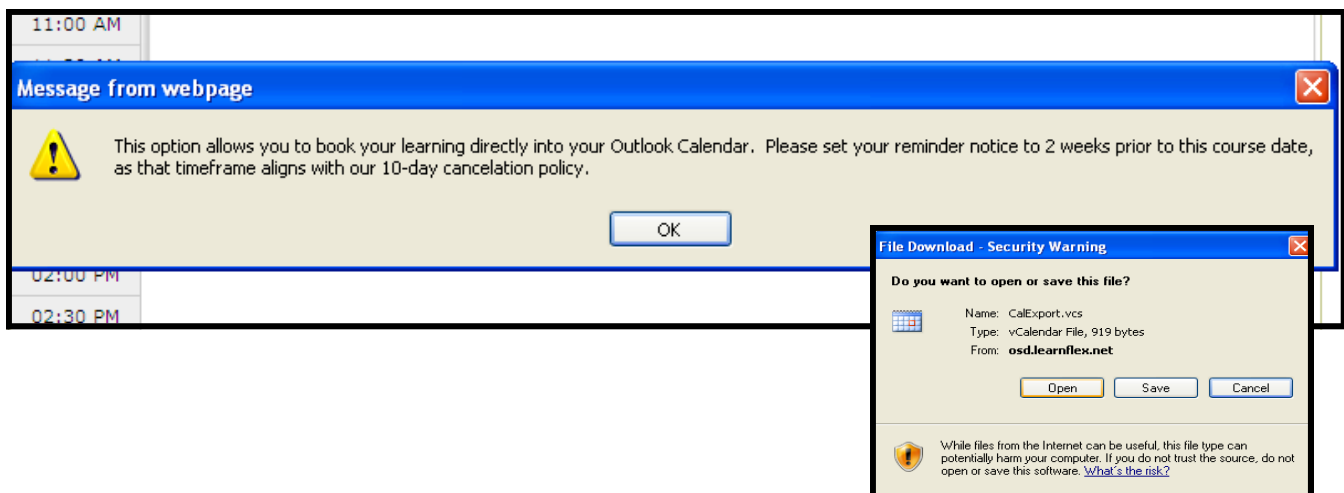 11:00 AM
Message from webpage
This option allows you to book your learning directly into your Outlook Calendar.  Please set your reminder notice to 2 weeks prior to this course date,
as that timeframe aligns with our 10-day cancelation policy.
OK
02:00 PM
02:30 PM
File Download - Security Warning
Do you want to open or save this file?
Name: CalExport.vcs
Type: vCalendar File, 919 bytes
From: osd.learnflex.net
Open Save Cancel
While files from the Internet can be useful, this file type can
potentially harm your computer. If you do not trust the source, do not
open or save this software. What's the risk?